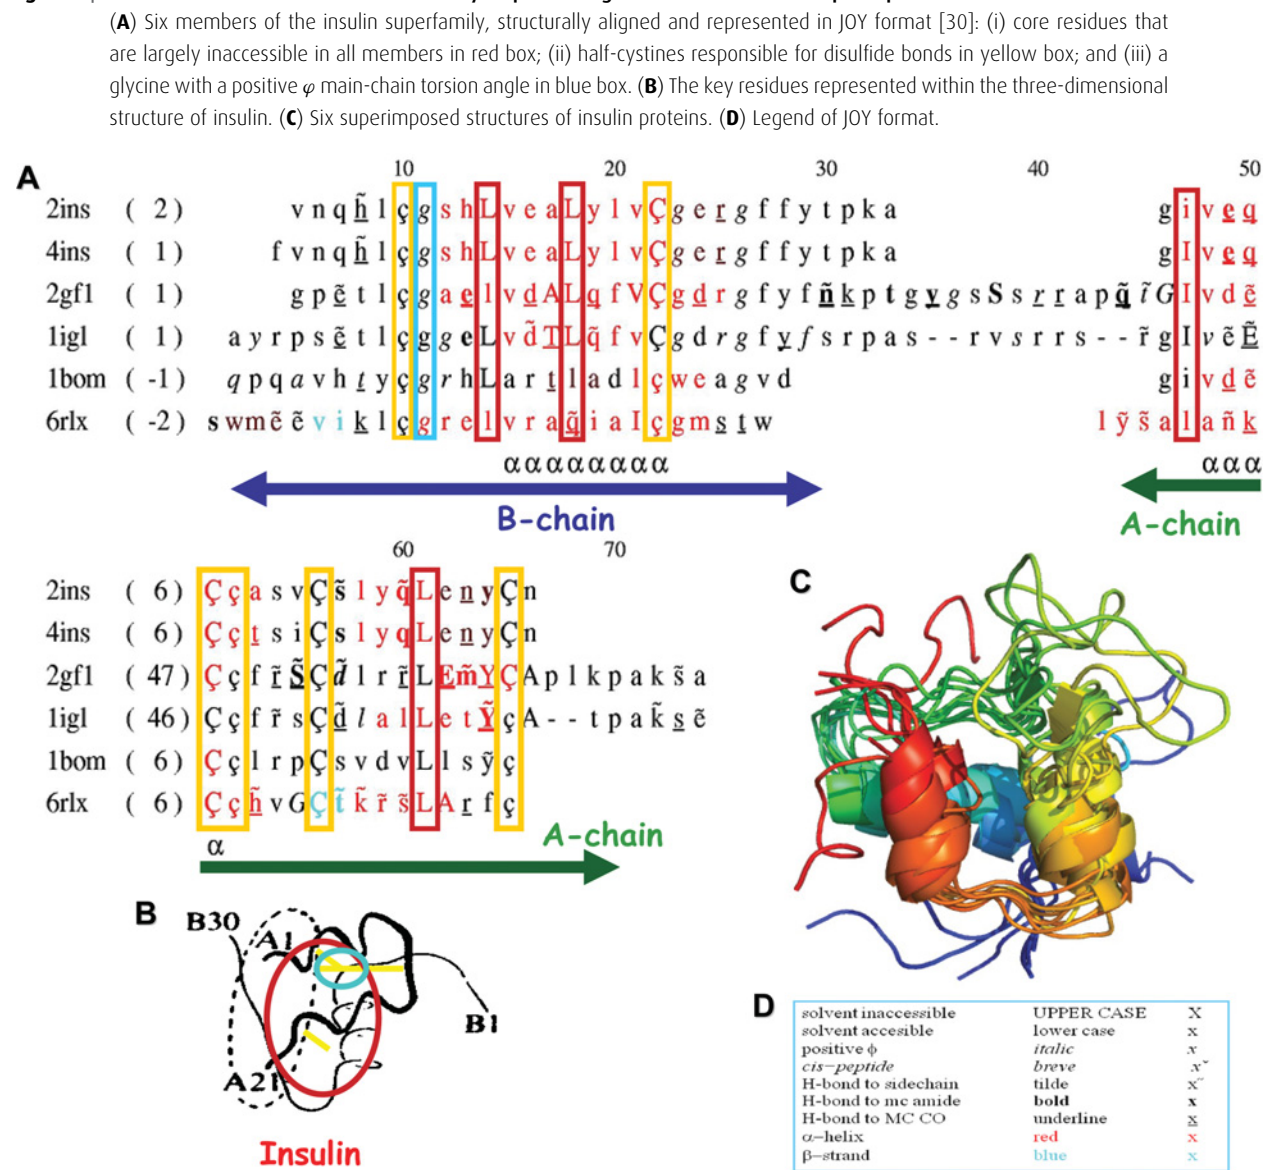 (A) Six members of the insulin superfamily, structurally aligned and represented in JOY format [30]: (i) core residues that
are largely inaccessible in all members in red box; (ii) half-cystines responsible for disulfide bonds in yellow box; and (iii) a
glycine with a positive φ main-chain torsion angle in blue box. (B) The key residues represented within the three-dimensional
structure of insulin. (C) Six superimposed structures of insulin proteins. (D) Legend of JOY format.
A
10 20 30 40 50
2ins ( 2) v n q h̃ l ç g s h L v e a L y l v Ç g e r g f f y t p k a g i v e q
4ins ( 1) f v n q h̃ l ç g s h L v e a L y l v Ç g e r g f f y t p k a g I v e q
2gf1 ( 1) g p ẽ t l ç g a e l v d A L q f V Ç g d r g f y f ñ k p t g y g s S s r r a p q̃ t̃ G I v d ẽ
1igl ( 1) a y r p s ẽ t l ç g g e L v d̃ T L q̃ f v Ç g d r g f y f s r p a s - - r v s r r s - - r̃ g I v ẽ Ẽ
1bom ( -1) q p q a v h t y ç g r h L a r t l a d l ç w e a g v d g i v d ẽ
6rlx ( -2) s w m ẽ ẽ v i k l ç g r e l v r a q̃ i a I ç g m s t w l ỹ s̃ a l a ñ k
α α α α α α α α α α α
B-chain
A-chain
60 70
2ins ( 6) Ç ç a s v Ç s̃ l y q̃ L e n y Ç n
4ins ( 6) Ç ç t s i Ç s l y q L e n y Ç n
2gf1 ( 47) Ç ç f r̃ S̃ Ç d̃ l r r̃ L E m̃ Y Ç A p l k p a k s̃ a
1igl ( 46) Ç ç f r̃ s Ç d̃ l a l L e t Ỹ ç A - - t p a k̃ s ẽ
1bom ( 6) Ç ç l r p Ç s v d v L l s ỹ ç
6rlx ( 6) Ç ç h̃ v G Ç t̃ k̃ r̃ s̃ L A r f ç
α
A-chain
C
B
B30
A1
B1
A21
Insulin
D
solvent inaccessible UPPER CASE X
solvent accesible lower case x
positive ϕ italic x
cis-peptide breve x˘
H-bond to sidechain tilde x˜
H-bond to mc amide bold x
H-bond to MC CO underline x
α-helix red x
β-strand blue x